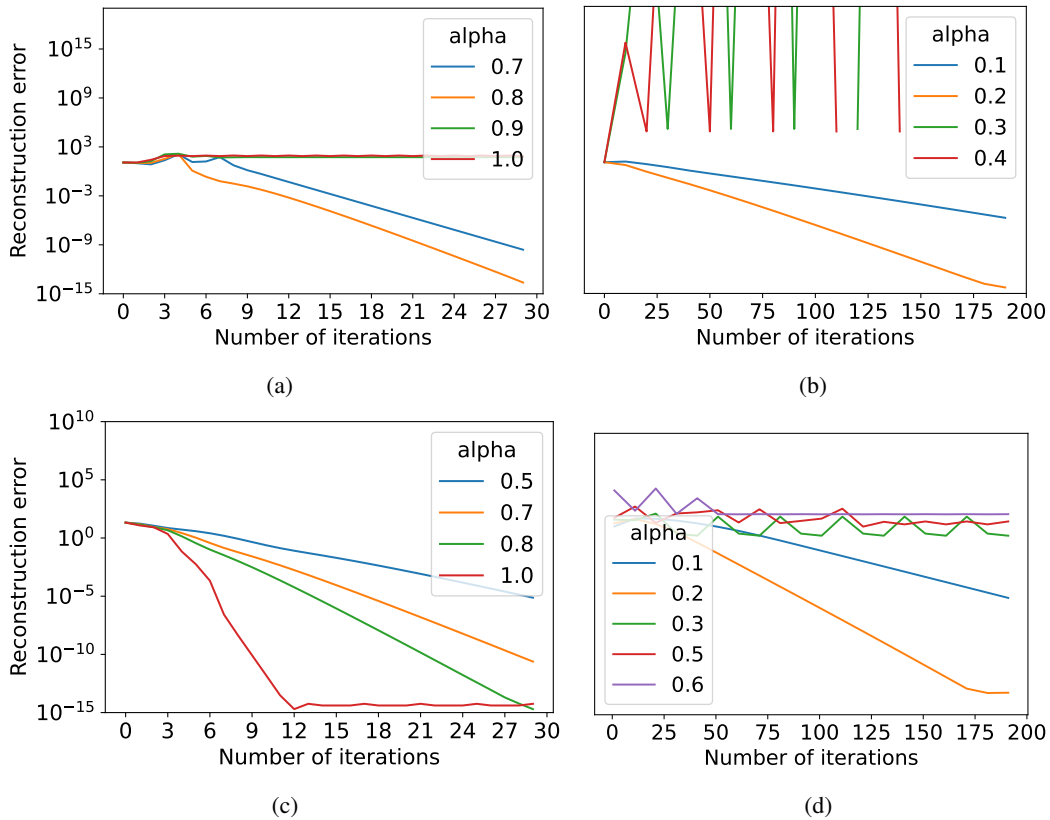 Reconstruction error
10^15
10^9
10^3
10^−3
10^−9
10^−15
alpha
0.7
0.8
0.9
1.0
0 3 6 9 12 15 18 21 24 27 30
Number of iterations
(a)
alpha
0.1
0.2
0.3
0.4
0 25 50 75 100 125 150 175 200
Number of iterations
(b)
Reconstruction error
10^10
10^5
10^0
10^−5
10^−10
10^−15
alpha
0.5
0.7
0.8
1.0
0 3 6 9 12 15 18 21 24 27 30
Number of iterations
(c)
alpha
0.1
0.2
0.3
0.5
0.6
0 25 50 75 100 125 150 175 200
Number of iterations
(d)